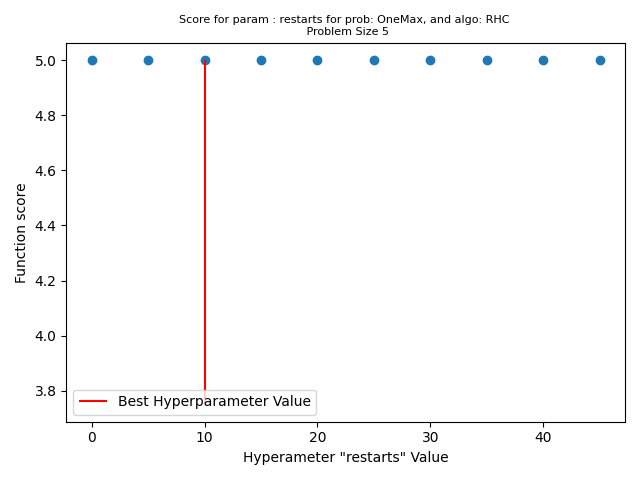 Score for param : restarts for prob: OneMax, and algo: RHC
Problem Size 5
5.0
4.8
4.6
4.4
4.2
4.0
3.8
Function score
Best Hyperparameter Value
0
10
20
30
40
Hyperameter "restarts" Value